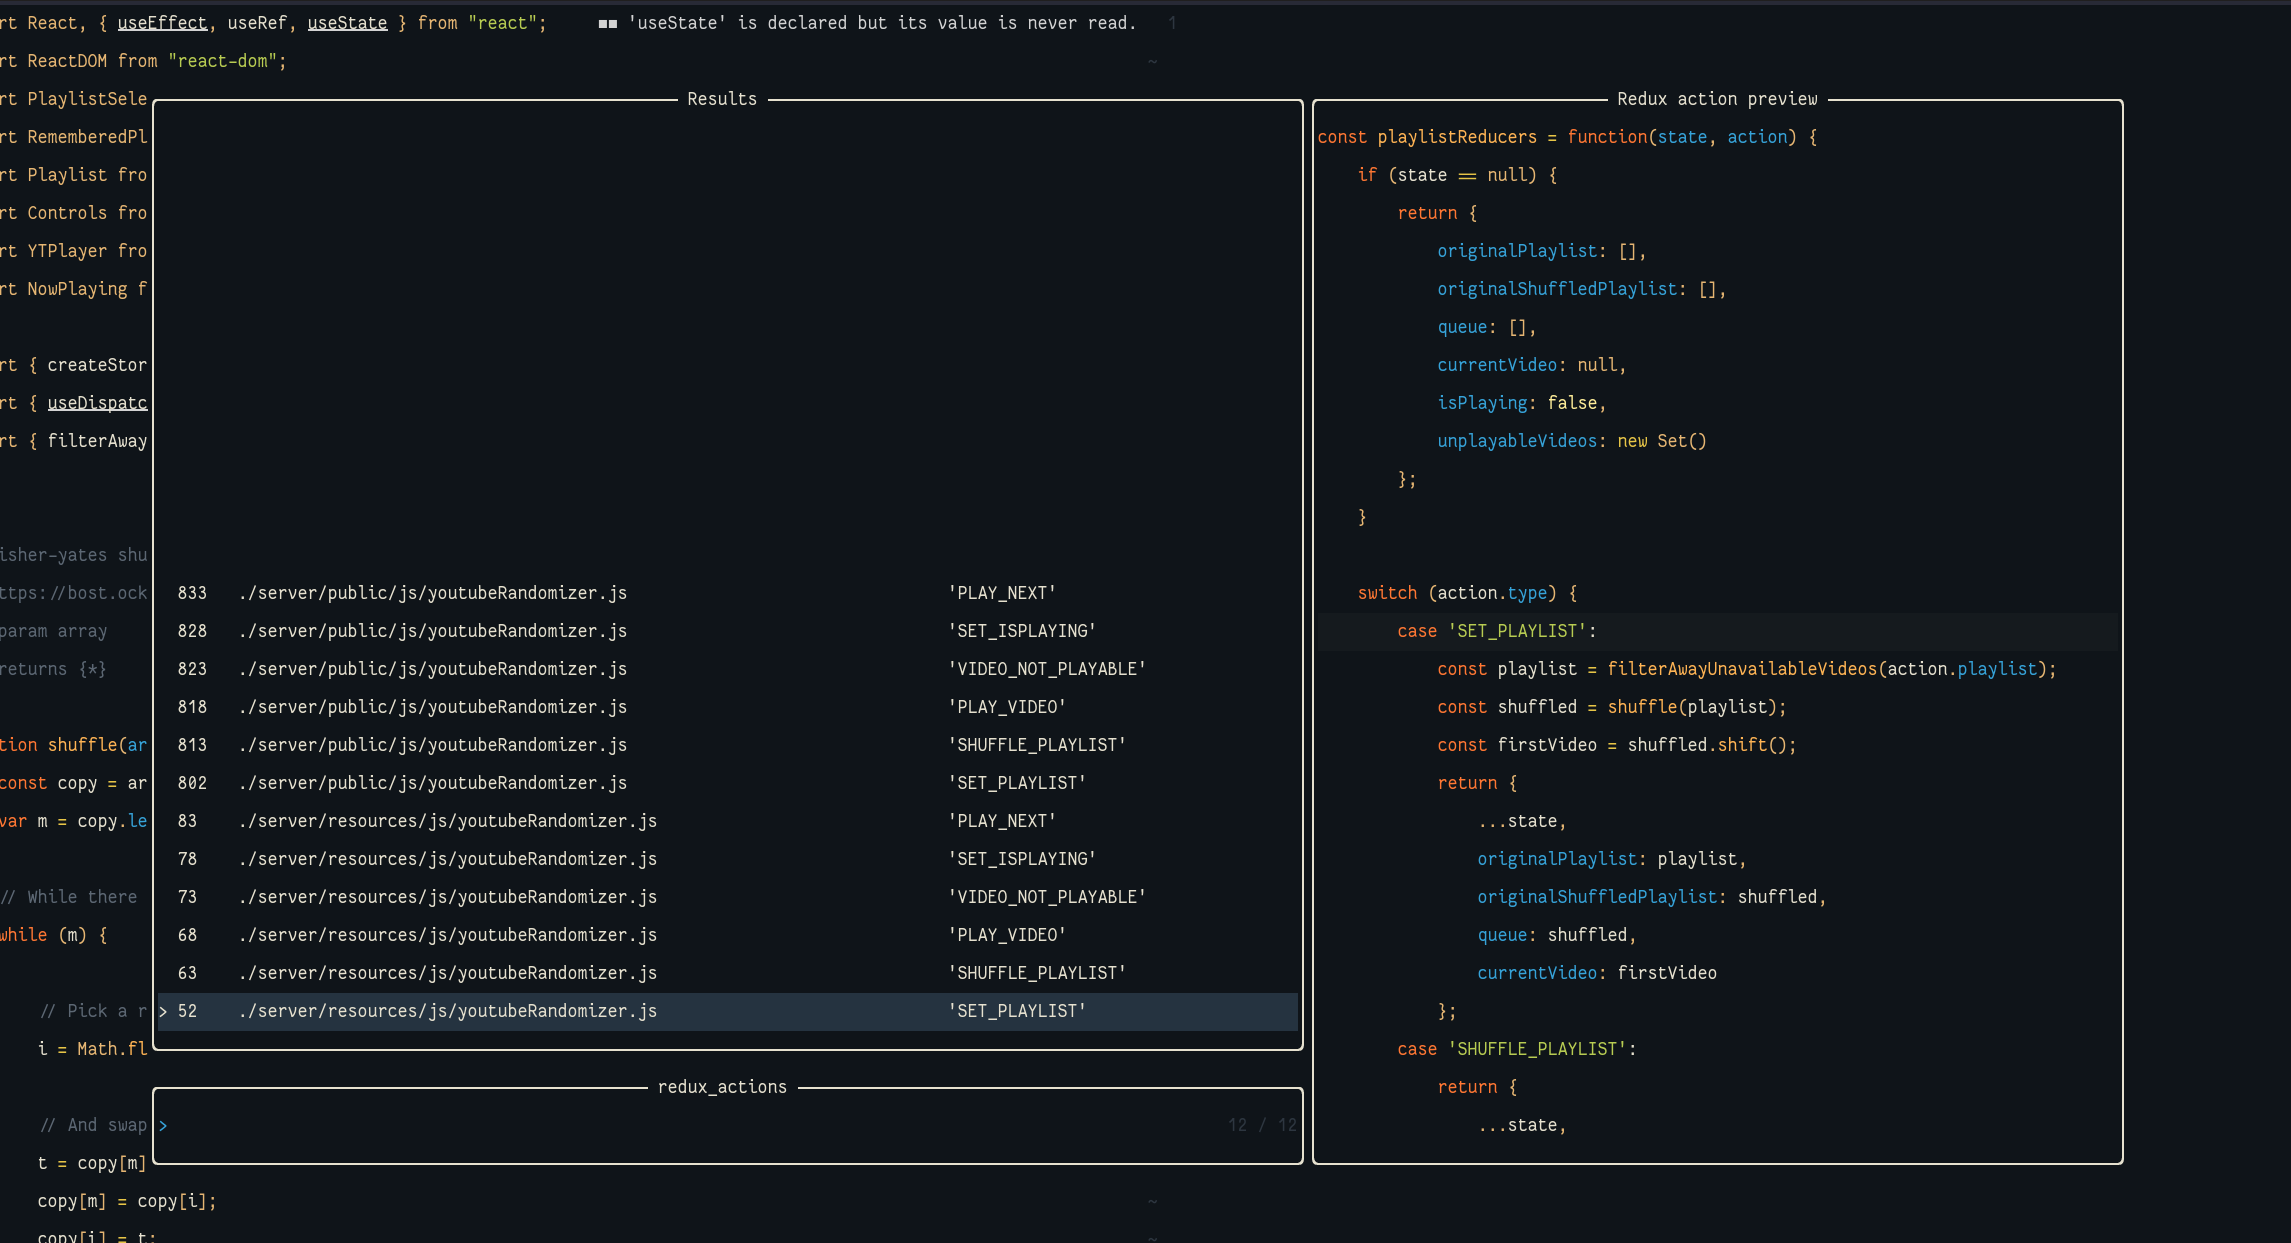 rt React, { useEffect, useRef, useState } from "react";     ■■ 'useState' is declared but its value is never read.   1
rt ReactDOM from "react-dom";
~
rt PlaylistSele
rt RememberedPl
rt Playlist fro
rt Controls fro
rt YTPlayer fro
rt NowPlaying f
rt { createStor
rt { useDispatc
rt { filterAway
isher-yates shu
ttps://bost.ock
param array
returns {*}
tion shuffle(ar
const copy = ar
var m = copy.le
// While there
while (m) {
// Pick a r
i = Math.fl
// And swap
t = copy[m]
copy[m] = copy[i];
~
copy[i] = t;
~
Results
833   ./server/public/js/youtubeRandomizer.js   'PLAY_NEXT'
828   ./server/public/js/youtubeRandomizer.js   'SET_ISPLAYING'
823   ./server/public/js/youtubeRandomizer.js   'VIDEO_NOT_PLAYABLE'
818   ./server/public/js/youtubeRandomizer.js   'PLAY_VIDEO'
813   ./server/public/js/youtubeRandomizer.js   'SHUFFLE_PLAYLIST'
802   ./server/public/js/youtubeRandomizer.js   'SET_PLAYLIST'
83   ./server/resources/js/youtubeRandomizer.js   'PLAY_NEXT'
78   ./server/resources/js/youtubeRandomizer.js   'SET_ISPLAYING'
73   ./server/resources/js/youtubeRandomizer.js   'VIDEO_NOT_PLAYABLE'
68   ./server/resources/js/youtubeRandomizer.js   'PLAY_VIDEO'
63   ./server/resources/js/youtubeRandomizer.js   'SHUFFLE_PLAYLIST'
> 52   ./server/resources/js/youtubeRandomizer.js   'SET_PLAYLIST'
redux_actions
>   12 / 12
Redux action preview
const playlistReducers = function(state, action) {
    if (state == null) {
        return {
            originalPlaylist: [],
            originalShuffledPlaylist: [],
            queue: [],
            currentVideo: null,
            isPlaying: false,
            unplayableVideos: new Set()
        };
    }
    switch (action.type) {
        case 'SET_PLAYLIST':
            const playlist = filterAwayUnavailableVideos(action.playlist);
            const shuffled = shuffle(playlist);
            const firstVideo = shuffled.shift();
            return {
                ...state,
                originalPlaylist: playlist,
                originalShuffledPlaylist: shuffled,
                queue: shuffled,
                currentVideo: firstVideo
            };
        case 'SHUFFLE_PLAYLIST':
            return {
                ...state,